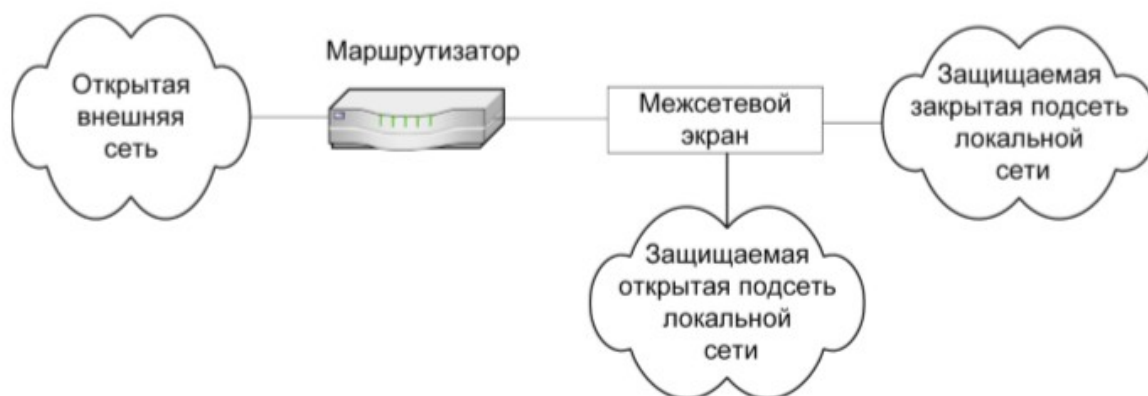 Открытая
внешняя
сеть
Маршрутизатор
Межсетевой
экран
Защищаемая
закрытая подсеть
локальной
сети
Защищаемая
открытая подсеть
локальной
сети